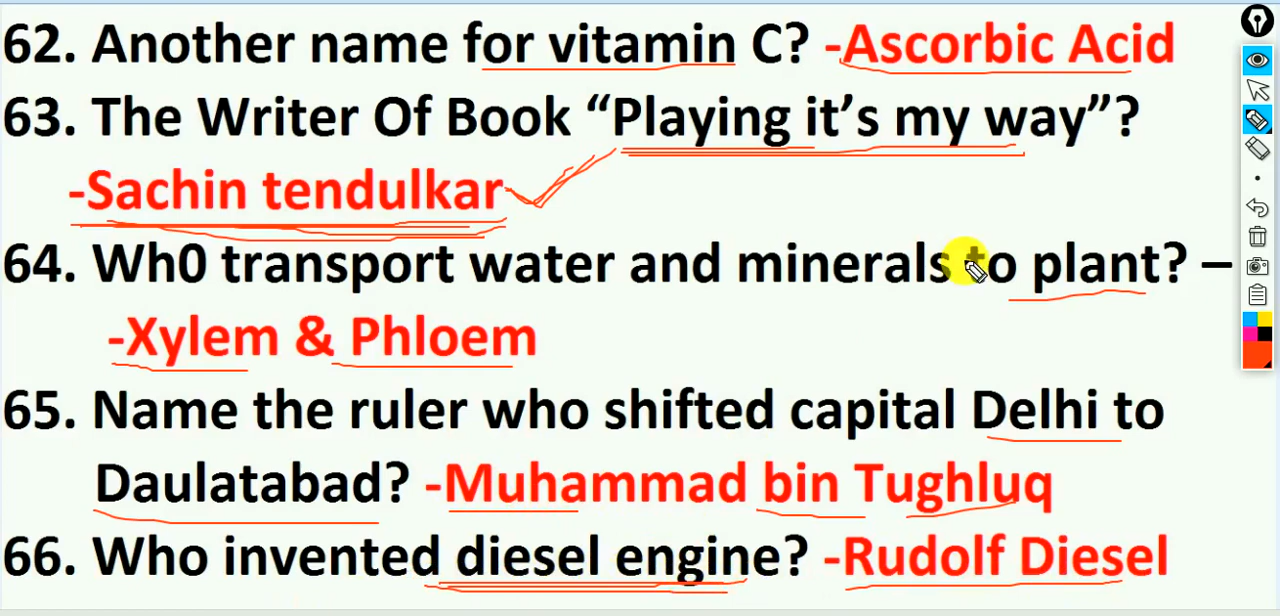 62. Another name for vitamin C? -Ascorbic Acid
63. The Writer Of Book “Playing it’s my way”?
-Sachin tendulkar
64. Wh0 transport water and minerals to plant? –
-Xylem & Phloem
65. Name the ruler who shifted capital Delhi to
Daulatabad? -Muhammad bin Tughluq
66. Who invented diesel engine? -Rudolf Diesel